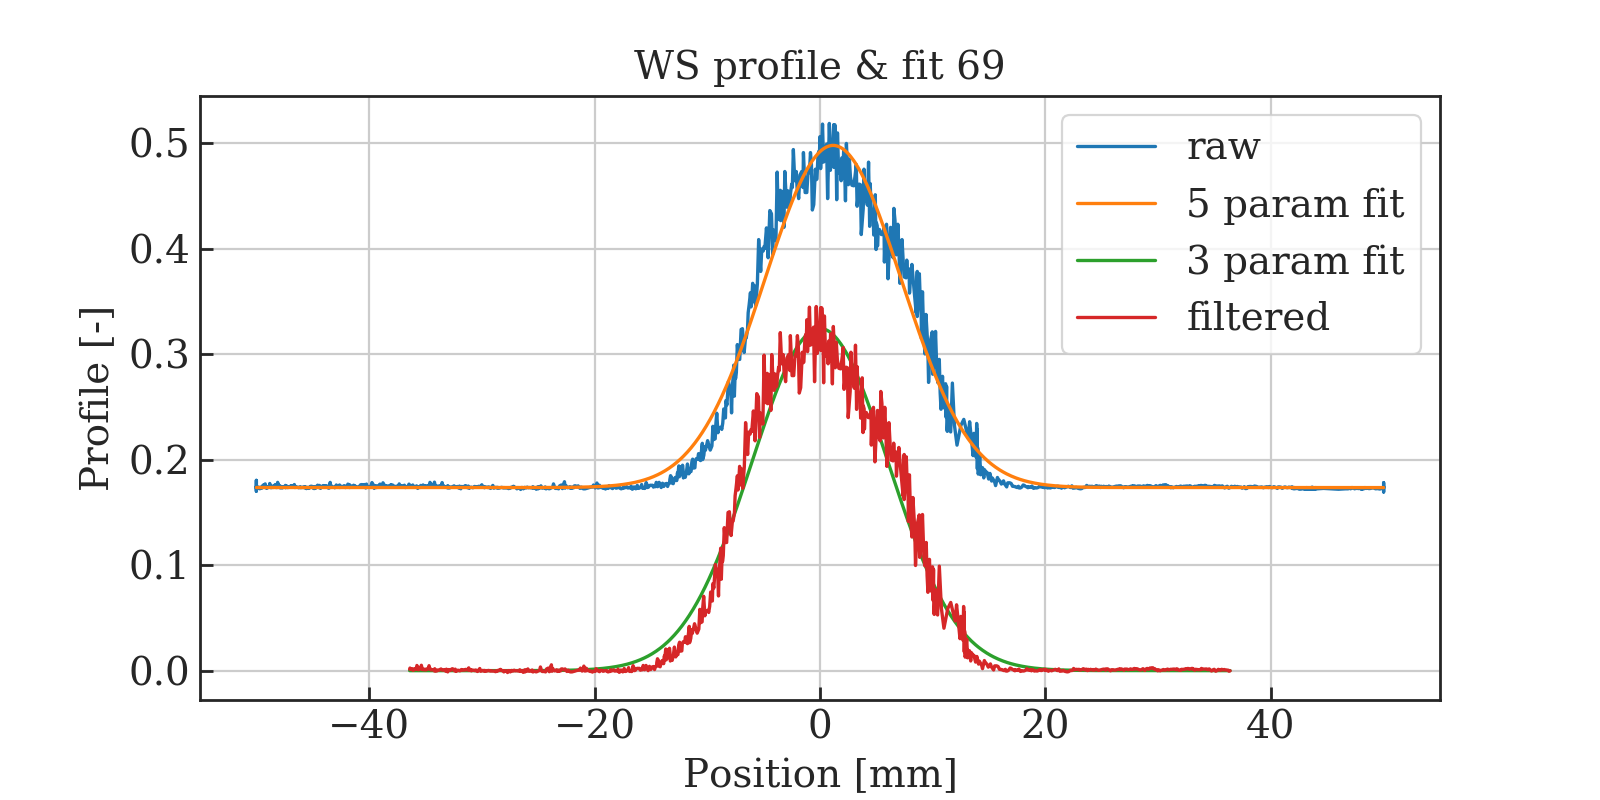 WS profile & fit 69
raw
5 param fit
3 param fit
filtered
Profile [-]
0.5
0.4
0.3
0.2
0.1
0.0
−40 −20 0 20 40
Position [mm]